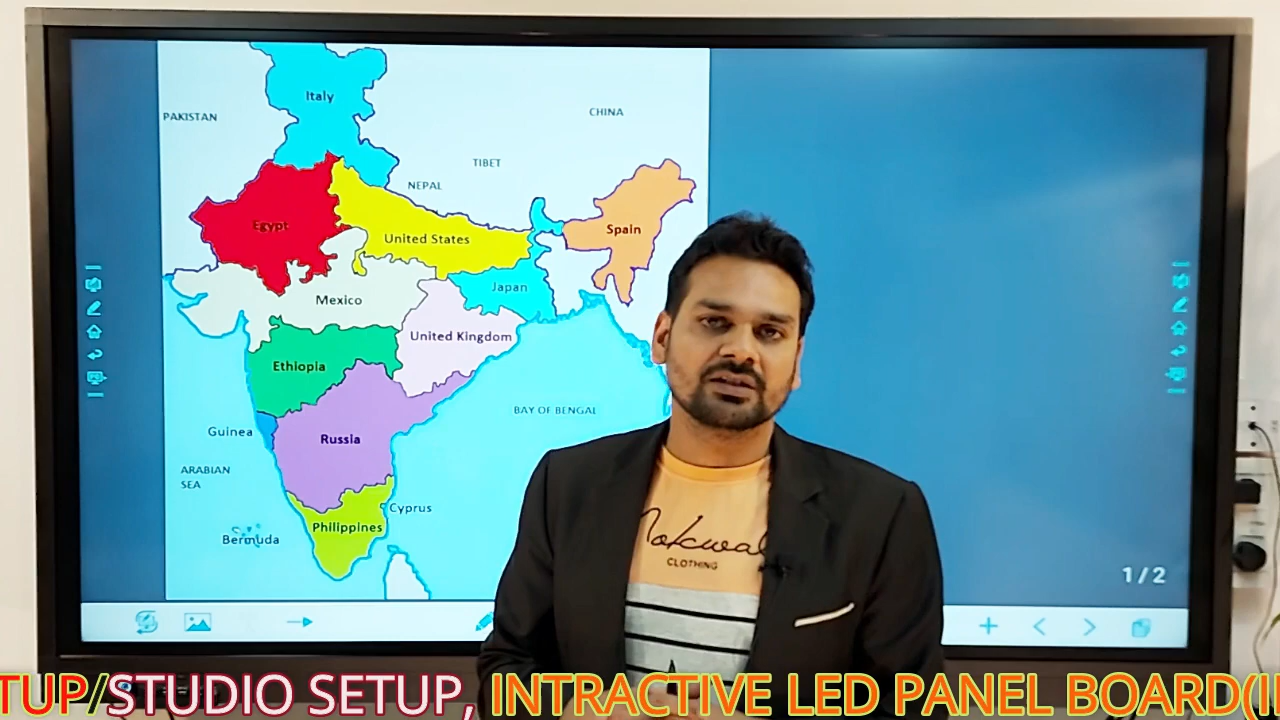 Italy
PAKISTAN
CHINA
TIBET
NEPAL
Egypt
United States
Spain
Mexico
Japan
United Kingdom
Ethiopia
BAY OF BENGAL
Guinea
Russia
ARABIAN
SEA
Cyprus
Philippines
Bermuda
CLOTHING
1/2
TUP/STUDIO SETUP, INTRACTIVE LED PANEL BOARD(I